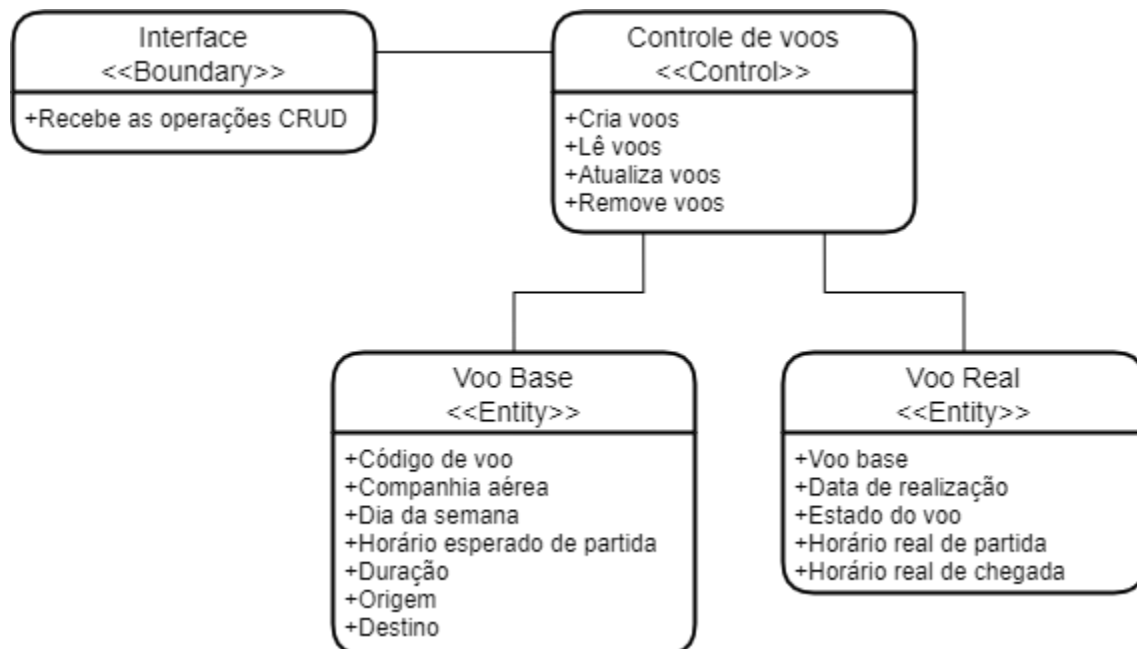 Interface
<<Boundary>>
+Recebe as operações CRUD
Controle de voos
<<Control>>
+Cria voos
+Lê voos
+Atualiza voos
+Remove voos
Voo Base
<<Entity>>
+Código de voo
+Companhia aérea
+Dia da semana
+Horário esperado de partida
+Duração
+Origem
+Destino
Voo Real
<<Entity>>
+Voo base
+Data de realização
+Estado do voo
+Horário real de partida
+Horário real de chegada